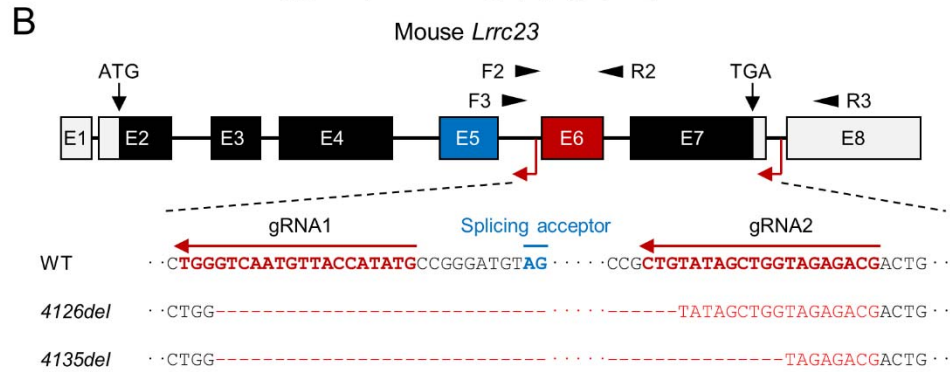 B
Mouse Lrrc23
ATG F2 R2 TGA
F3 R3
E1 E2 E3 E4 E5 E6 E7 E8
gRNA1 Splicing acceptor gRNA2
WT ··CTGGGTCAATGTTACCATATGCCGGGATGTAG·····CCGCTGTATAGCTGGTAGAGACGACTG··
4126del ··CTGG---------------------------·····------TATAGCTGGTAGAGACGACTG··
4135del ··CTGG---------------------------·····---------------TAGAGACGACTG··